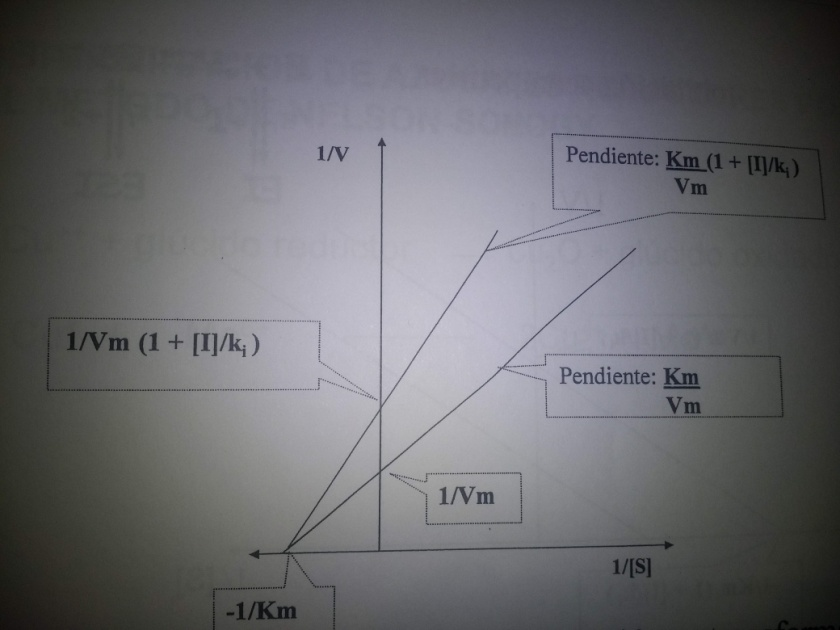 1/V
Pendiente: Km (1 + [I]/ki)
Vm
1/Vm (1 + [I]/ki)
Pendiente: Km
Vm
1/Vm
1/[S]
-1/Km